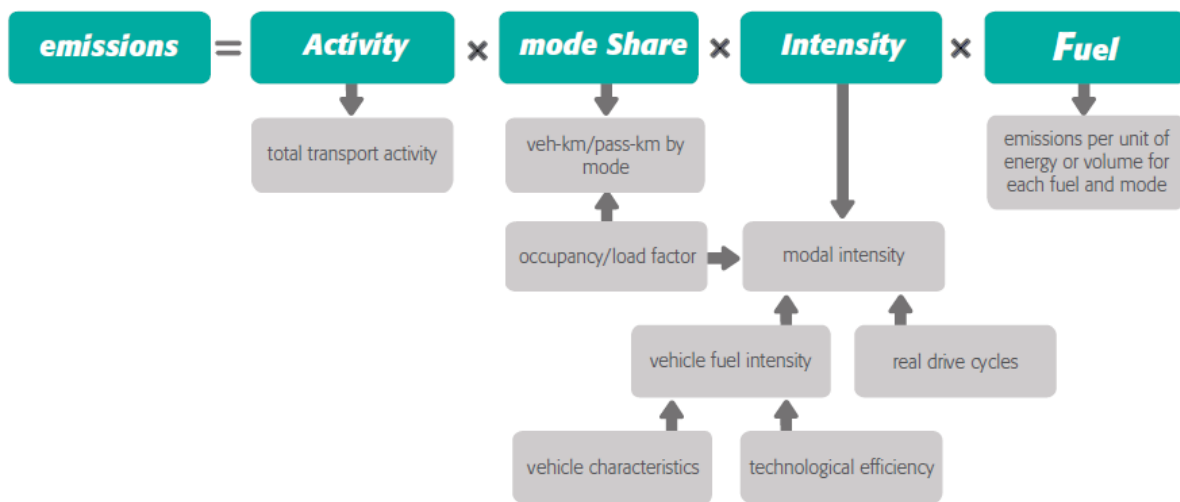 emissions = Activity × mode Share × Intensity × Fuel
total transport activity
veh-km/pass-km by
mode
emissions per unit of
energy or volume for
each fuel and mode
occupancy/load factor
modal intensity
vehicle fuel intensity
real drive cycles
vehicle characteristics
technological efficiency